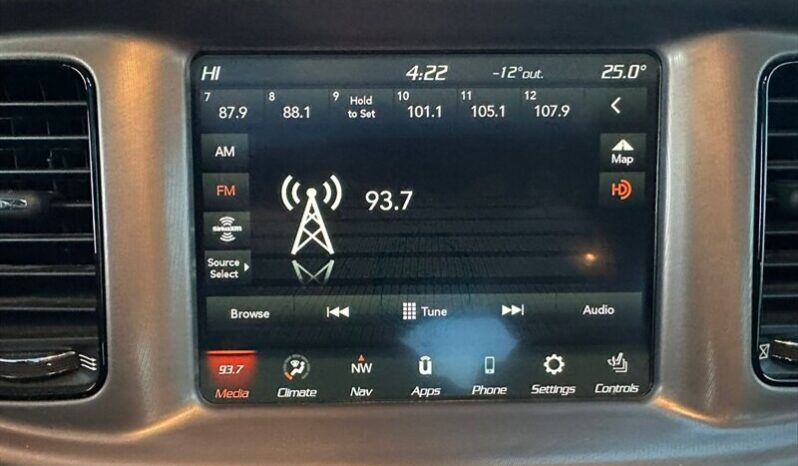 HI 4:22 -12°out. 25.0°
7 87.9 8 88.1 9 Hold to Set 10 101.1 11 105.1 12 107.9
AM
Map
FM
93.7
HD
SiriusXM
Source
Select
Browse Tune Audio
93.7 NW
Media Climate Nav Apps Phone Settings Controls